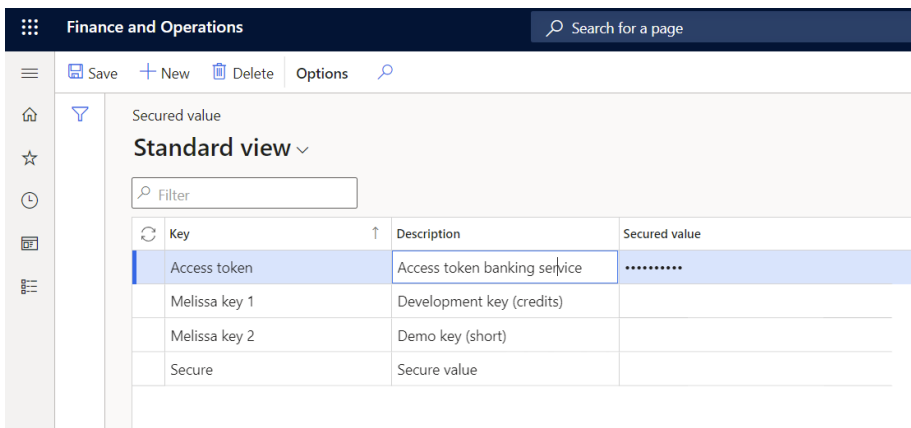 Finance and Operations Search for a page
Save New Delete Options
Secured value
Standard view
Filter
Key Description Secured value
Access token Access token banking service ••••••••••
Melissa key 1 Development key (credits)
Melissa key 2 Demo key (short)
Secure Secure value